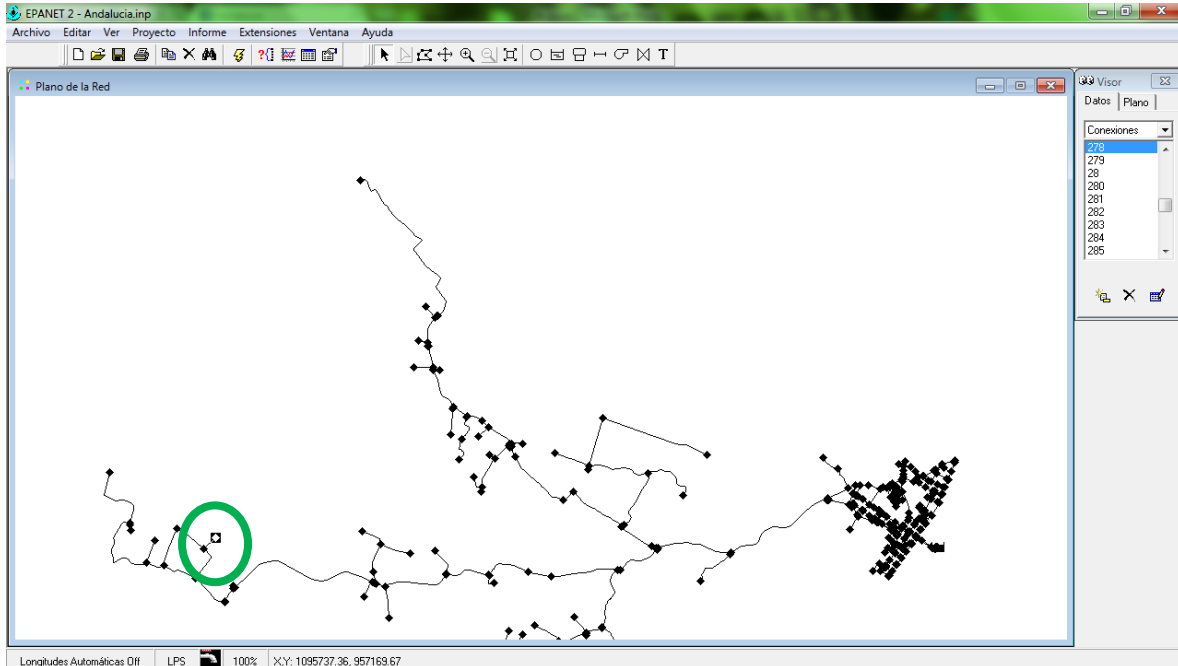 EPANET 2 - Andalucia.inp
Archivo Editar Ver Proyecto Informe Extensiones Ventana Ayuda
T
Plano de la Red
Visor
Datos Plano
Conexiones
278
279
28
280
281
282
283
284
285
Longitudes Automáticas Off LPS 100% X,Y: 1095737.36, 957169.67